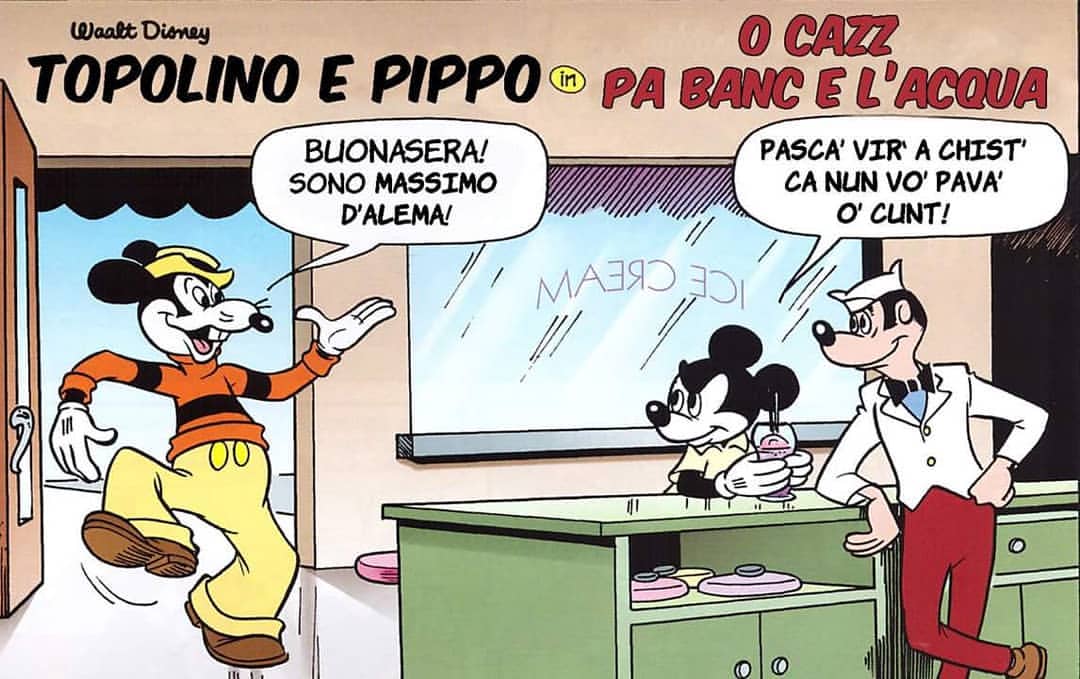 Waalt Disney
TOPOLINO E PIPPO in O CAZZ
PA BANC E L'ACQUA
BUONASERA!
SONO MASSIMO
D'ALEMA!
PASCA' VIR' A CHIST'
CA NUN VO' PAVA'
O' CUNT!
ICE CREAM